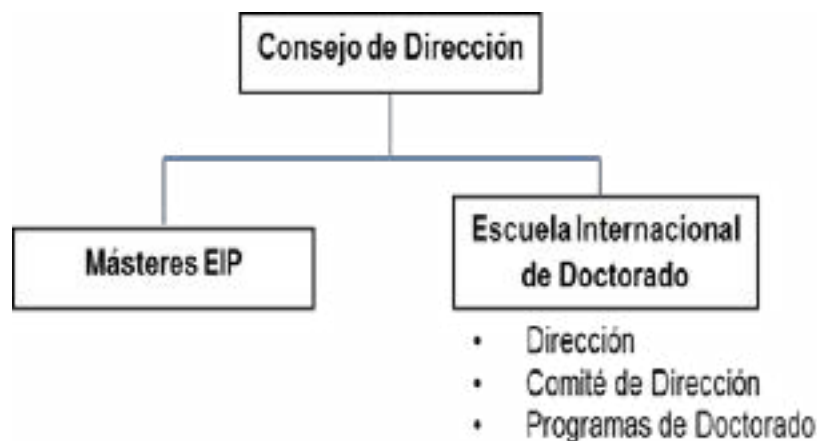 Consejo de Dirección
Másteres EIP
Escuela Internacional
de Doctorado
• Dirección
• Comité de Dirección
• Programas de Doctorado